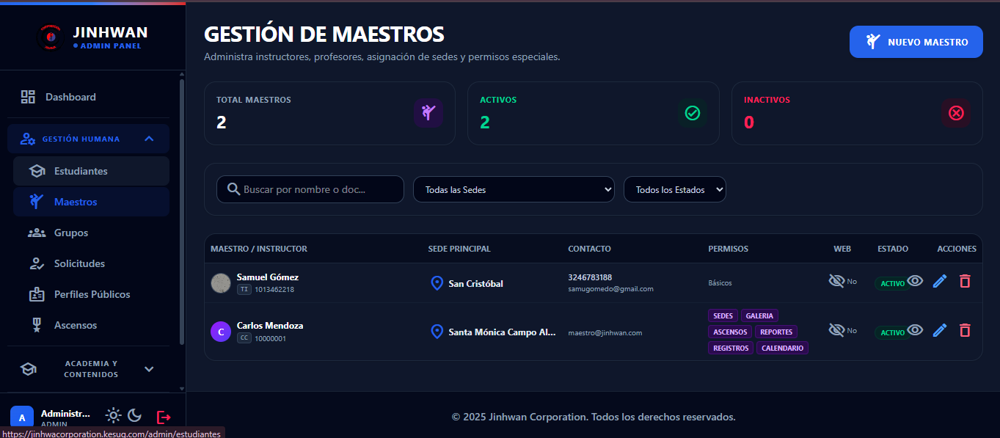 JINHWAN
ADMIN PANEL
Dashboard
GESTIÓN HUMANA
Estudiantes
Maestros
Grupos
Solicitudes
Perfiles Públicos
Ascensos
ACADEMIA Y
CONTENIDOS
A
Administr...
ADMIN
https://jinhwacorporation.kesug.com/admin/estudiantes
GESTIÓN DE MAESTROS
Administra instructores, profesores, asignación de sedes y permisos especiales.
NUEVO MAESTRO
TOTAL MAESTROS
2
ACTIVOS
2
INACTIVOS
0
Buscar por nombre o doc...
Todas las Sedes
Todos los Estados
MAESTRO / INSTRUCTOR SEDE PRINCIPAL CONTACTO PERMISOS WEB ESTADO ACCIONES
Samuel Gómez
TI 1013462218
San Cristóbal
3246783188
samugomedo@gmail.com
Básicos
No
ACTIVO
C
Carlos Mendoza
CC 10000001
Santa Mónica Campo Al...
maestro@jinhwan.com
SEDES GALERIA
ASCENSOS REPORTES
REGISTROS CALENDARIO
No
ACTIVO
© 2025 Jinhwan Corporation. Todos los derechos reservados.